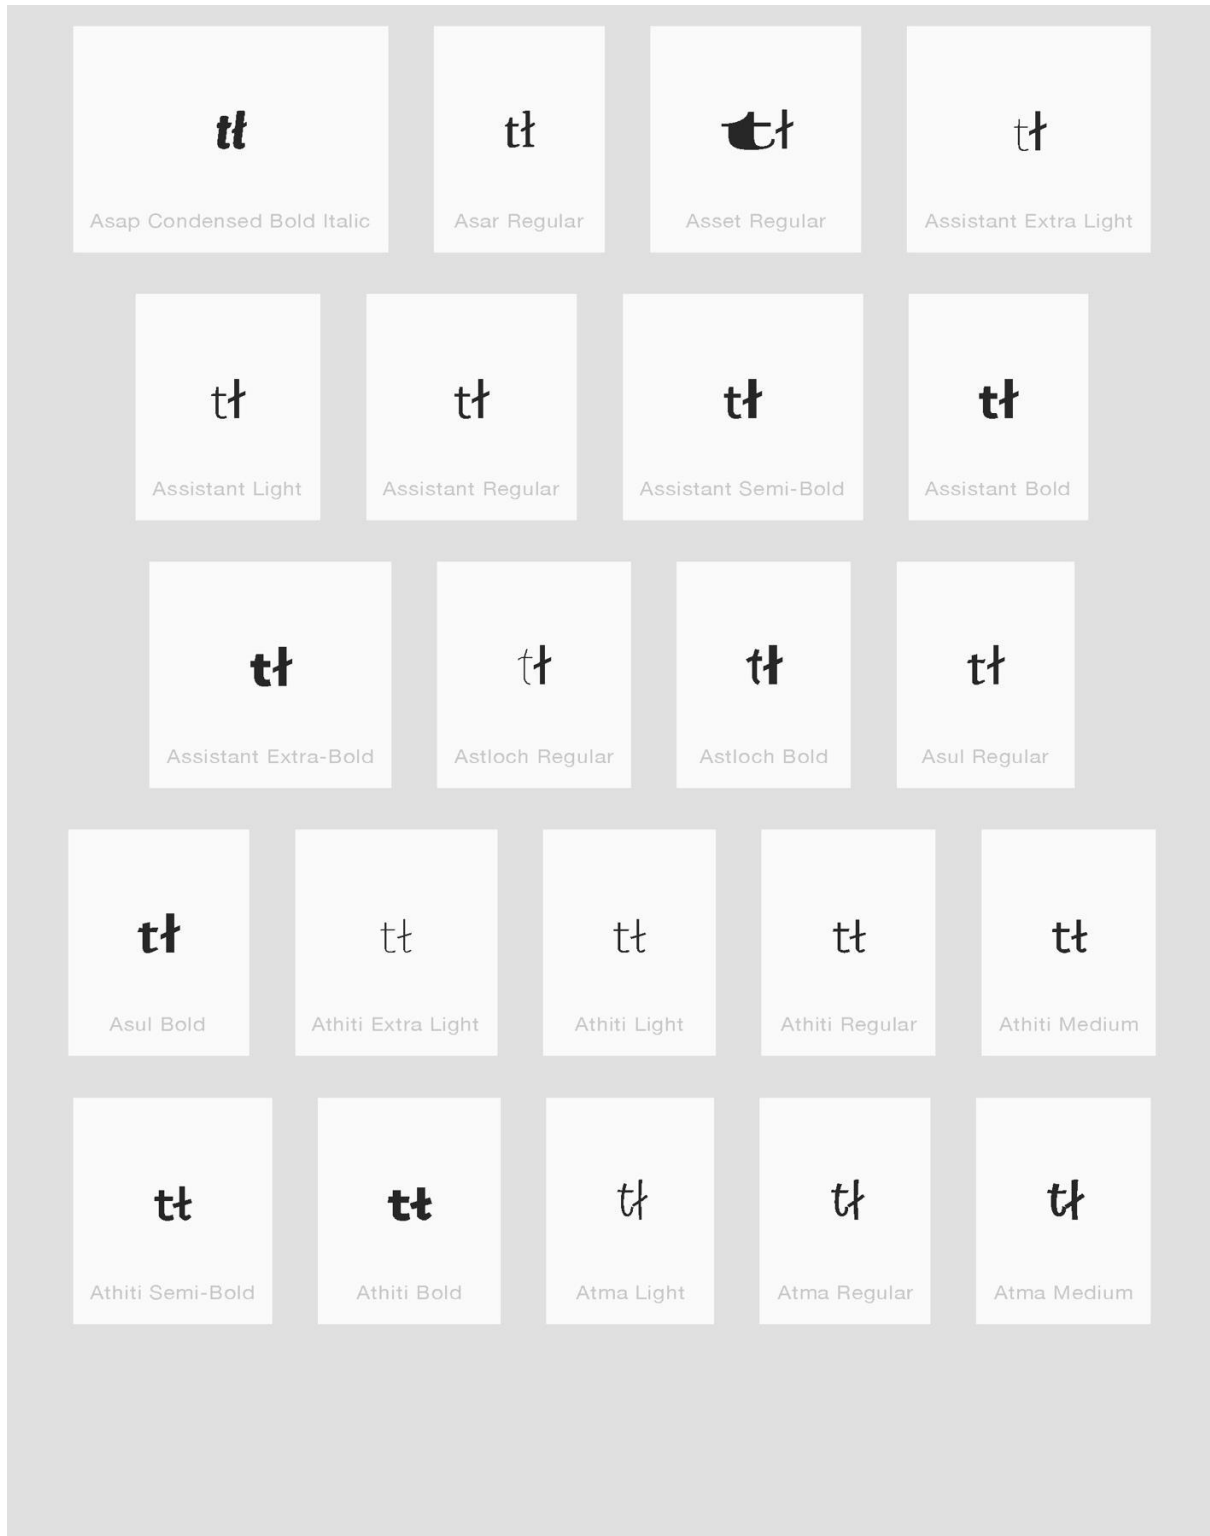 tł tł tł tł
Asap Condensed Bold Italic Asar Regular Asset Regular Assistant Extra Light
tł tł tł tł
Assistant Light Assistant Regular Assistant Semi-Bold Assistant Bold
tł tł tł tł
Assistant Extra-Bold Astloch Regular Astloch Bold Asul Regular
tł tł tł tł tł
Asul Bold Athiti Extra Light Athiti Light Athiti Regular Athiti Medium
tł tł tł tł tł
Athiti Semi-Bold Athiti Bold Atma Light Atma Regular Atma Medium